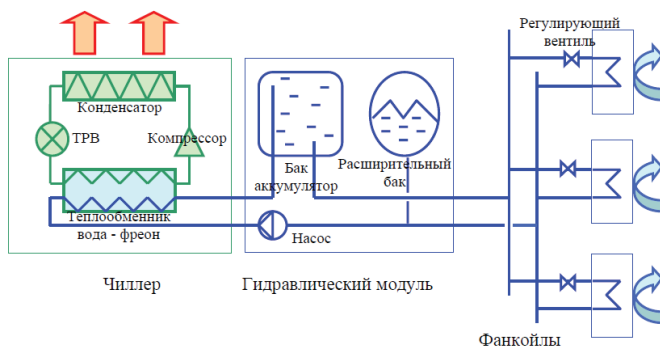 Регулирующий
вентиль
Конденсатор
ТРВ
Компрессор
Бак
аккумулятор
Расширительный
бак
Теплообменник
вода - фреон
Насос
Чиллер
Гидравлический модуль
Фанкойлы